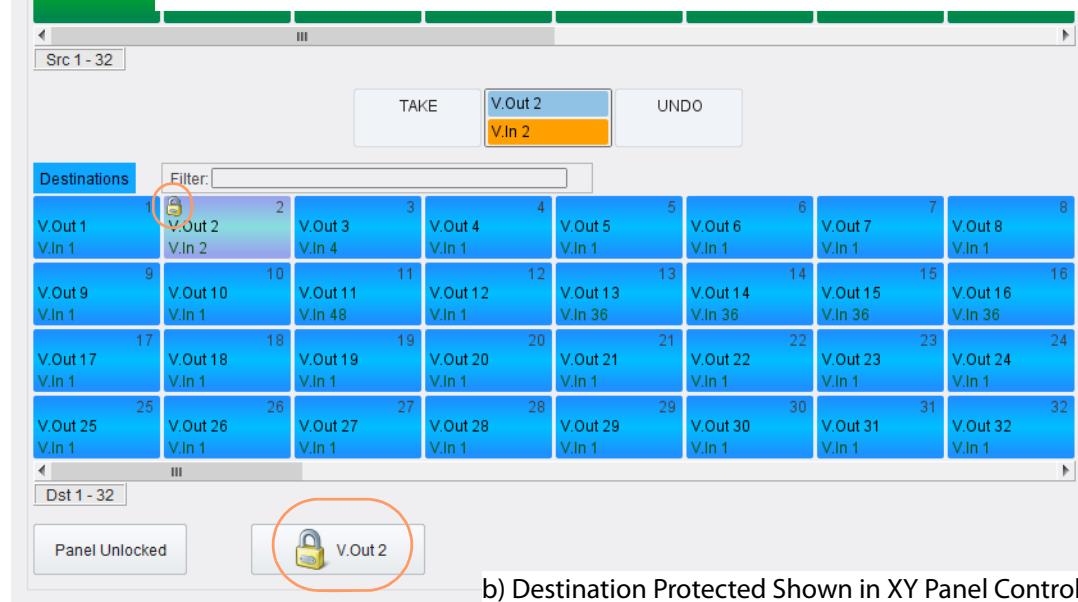 Src 1 - 32
TAKE
V.Out 2
V.In 2
UNDO
Destinations
Filter:
1 2 3 4 5 6 7 8
V.Out 1 V.Out 2 V.Out 3 V.Out 4 V.Out 5 V.Out 6 V.Out 7 V.Out 8
V.In 1 V.In 2 V.In 4 V.In 1 V.In 1 V.In 1 V.In 1 V.In 1
9 10 11 12 13 14 15 16
V.Out 9 V.Out 10 V.Out 11 V.Out 12 V.Out 13 V.Out 14 V.Out 15 V.Out 16
V.In 1 V.In 1 V.In 48 V.In 1 V.In 36 V.In 36 V.In 36 V.In 36
17 18 19 20 21 22 23 24
V.Out 17 V.Out 18 V.Out 19 V.Out 20 V.Out 21 V.Out 22 V.Out 23 V.Out 24
V.In 1 V.In 1 V.In 1 V.In 1 V.In 1 V.In 1 V.In 1 V.In 1
25 26 27 28 29 30 31 32
V.Out 25 V.Out 26 V.Out 27 V.Out 28 V.Out 29 V.Out 30 V.Out 31 V.Out 32
V.In 1 V.In 1 V.In 1 V.In 1 V.In 1 V.In 1 V.In 1 V.In 1
Dst 1 - 32
Panel Unlocked
V.Out 2
b) Destination Protected Shown in XY Panel Control